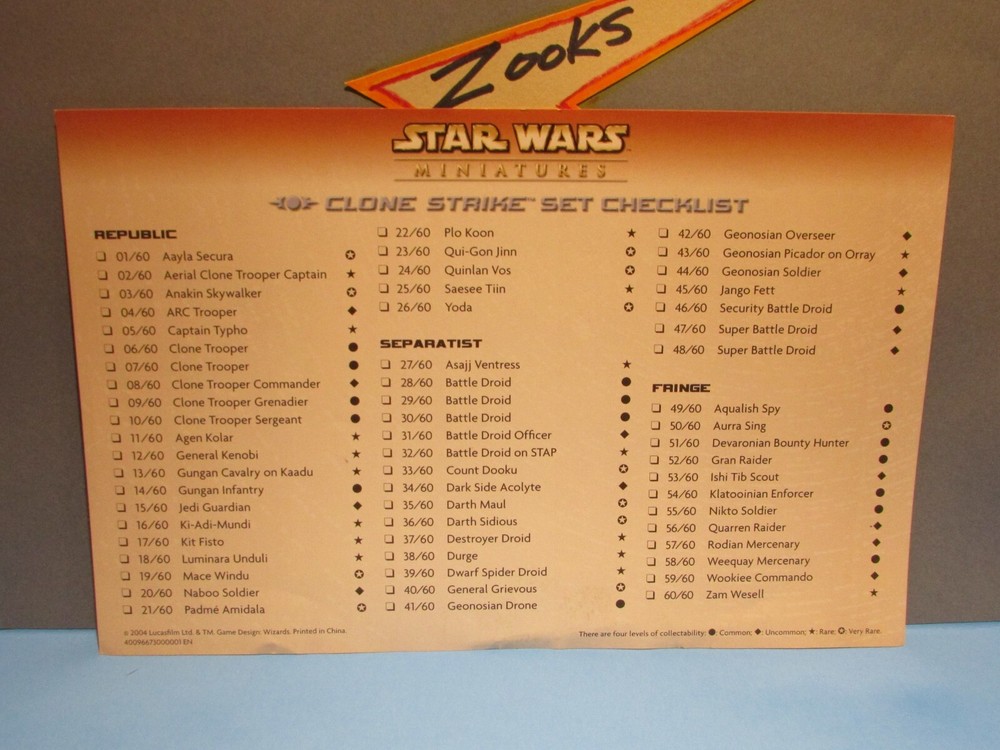 Zooks
STAR WARS
MINIATURES
CLONE STRIKE™ SET CHECKLIST
REPUBLIC
❏ 01/60 Aayla Secura ✪
❏ 02/60 Aerial Clone Trooper Captain ★
❏ 03/60 Anakin Skywalker ✪
❏ 04/60 ARC Trooper ◆
❏ 05/60 Captain Typho ★
❏ 06/60 Clone Trooper ●
❏ 07/60 Clone Trooper ●
❏ 08/60 Clone Trooper Commander ◆
❏ 09/60 Clone Trooper Grenadier ●
❏ 10/60 Clone Trooper Sergeant ●
❏ 11/60 Agen Kolar ★
❏ 12/60 General Kenobi ★
❏ 13/60 Gungan Cavalry on Kaadu ★
❏ 14/60 Gungan Infantry ●
❏ 15/60 Jedi Guardian ◆
❏ 16/60 Ki-Adi-Mundi ★
❏ 17/60 Kit Fisto ★
❏ 18/60 Luminara Unduli ★
❏ 19/60 Mace Windu ✪
❏ 20/60 Naboo Soldier ◆
❏ 21/60 Padmé Amidala ✪
❏ 22/60 Plo Koon ★
❏ 23/60 Qui-Gon Jinn ✪
❏ 24/60 Quinlan Vos ✪
❏ 25/60 Saesee Tiin ★
❏ 26/60 Yoda ✪
SEPARATIST
❏ 27/60 Asajj Ventress ★
❏ 28/60 Battle Droid ●
❏ 29/60 Battle Droid ●
❏ 30/60 Battle Droid ●
❏ 31/60 Battle Droid Officer ◆
❏ 32/60 Battle Droid on STAP ★
❏ 33/60 Count Dooku ✪
❏ 34/60 Dark Side Acolyte ◆
❏ 35/60 Darth Maul ✪
❏ 36/60 Darth Sidious ✪
❏ 37/60 Destroyer Droid ★
❏ 38/60 Durge ★
❏ 39/60 Dwarf Spider Droid ★
❏ 40/60 General Grievous ✪
❏ 41/60 Geonosian Drone ●
❏ 42/60 Geonosian Overseer ◆
❏ 43/60 Geonosian Picador on Orray ★
❏ 44/60 Geonosian Soldier ◆
❏ 45/60 Jango Fett ★
❏ 46/60 Security Battle Droid ●
❏ 47/60 Super Battle Droid ◆
❏ 48/60 Super Battle Droid ◆
FRINGE
❏ 49/60 Aqualish Spy ●
❏ 50/60 Aurra Sing ✪
❏ 51/60 Devaronian Bounty Hunter ●
❏ 52/60 Gran Raider ●
❏ 53/60 Ishi Tib Scout ◆
❏ 54/60 Klatooinian Enforcer ●
❏ 55/60 Nikto Soldier ●
❏ 56/60 Quarren Raider ◆
❏ 57/60 Rodian Mercenary ◆
❏ 58/60 Weequay Mercenary ●
❏ 59/60 Wookiee Commando ◆
❏ 60/60 Zam Wesell ★
© 2004 Lucasfilm Ltd. & TM. Game Design: Wizards. Printed in China.
40096673000001 EN
There are four levels of collectability: ●: Common; ◆: Uncommon; ★: Rare; ✪: Very Rare.